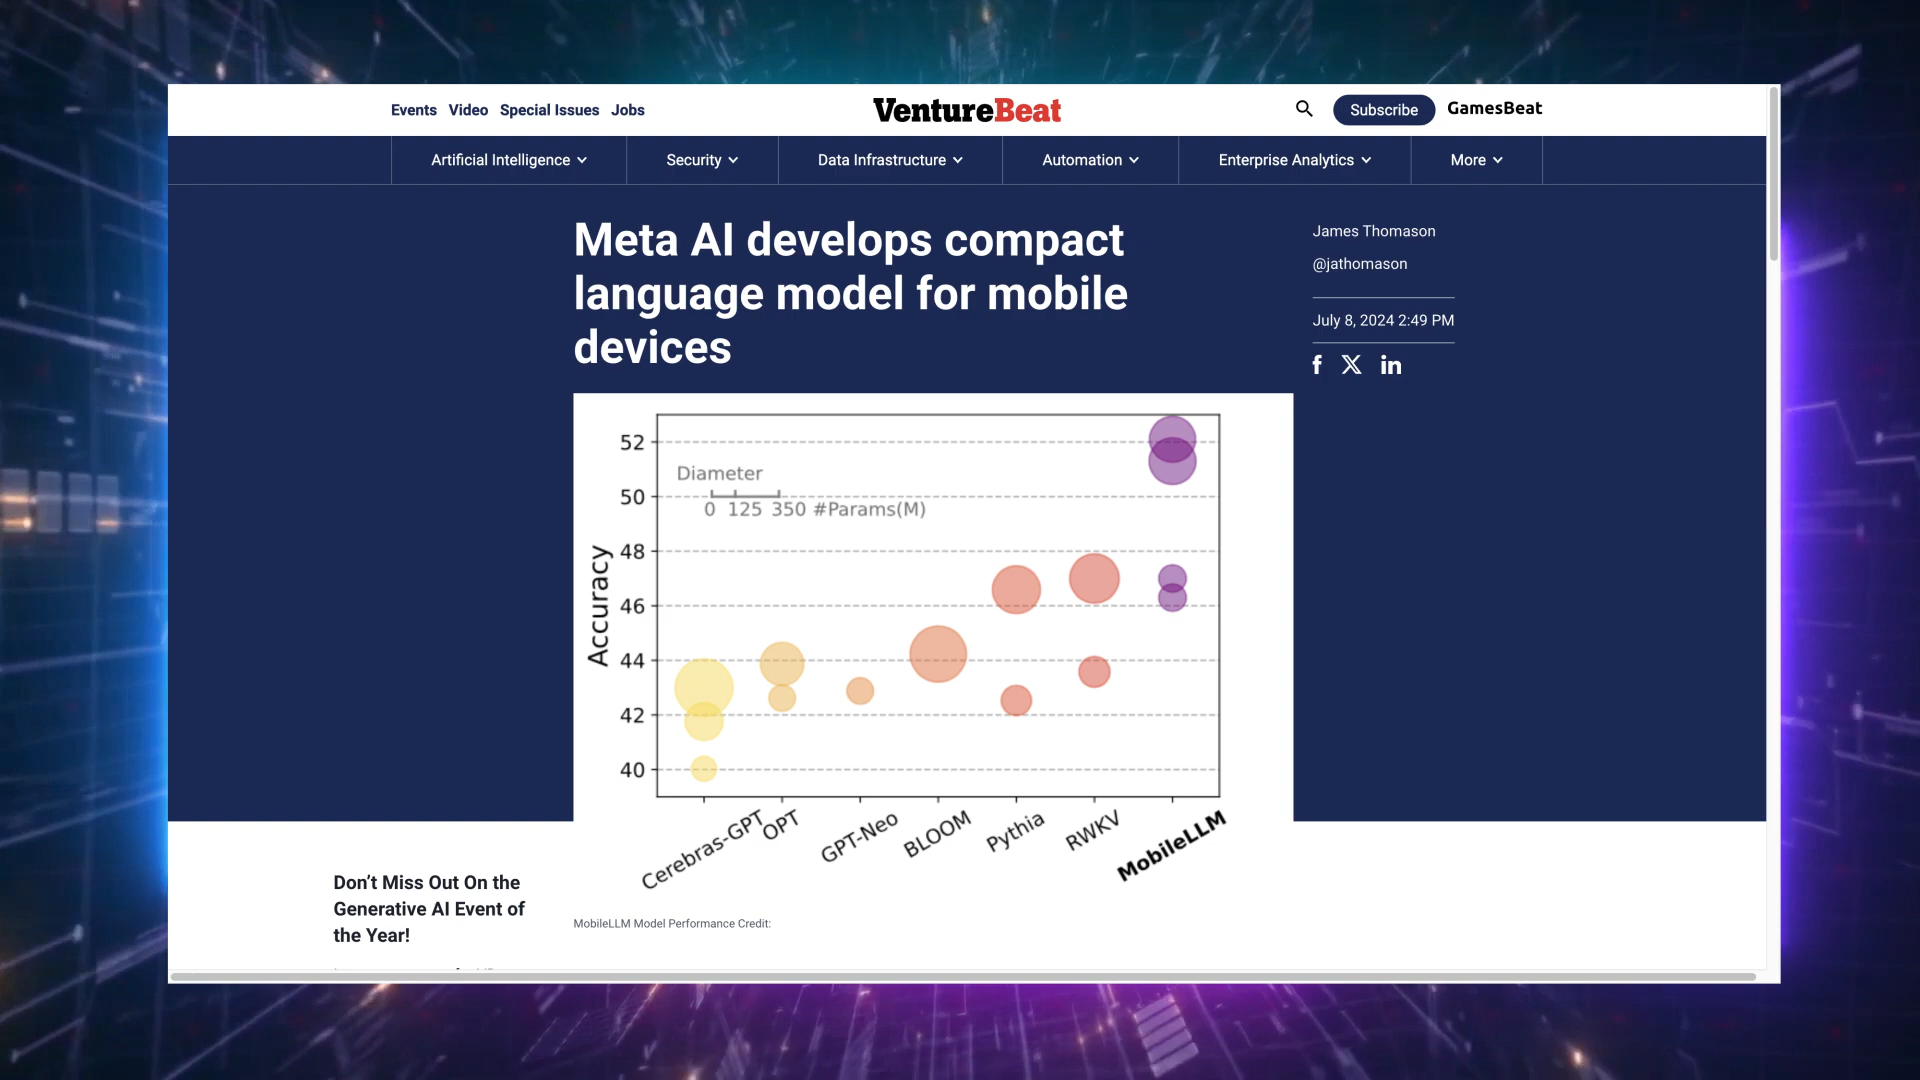 Events Video Special Issues Jobs
VentureBeat
Subscribe
GamesBeat
Artificial Intelligence
Security
Data Infrastructure
Automation
Enterprise Analytics
More
Meta AI develops compact
language model for mobile
devices
James Thomason
@jathomason
July 8, 2024 2:49 PM
f X in
Accuracy
52
50
48
46
44
42
40
Diameter
0 125 350 #Params(M)
Cerebras-GPT
OPT
GPT-Neo
BLOOM
Pythia
RWKV
MobileLLM
MobileLLM Model Performance Credit:
Don’t Miss Out On the
Generative AI Event of
the Year!